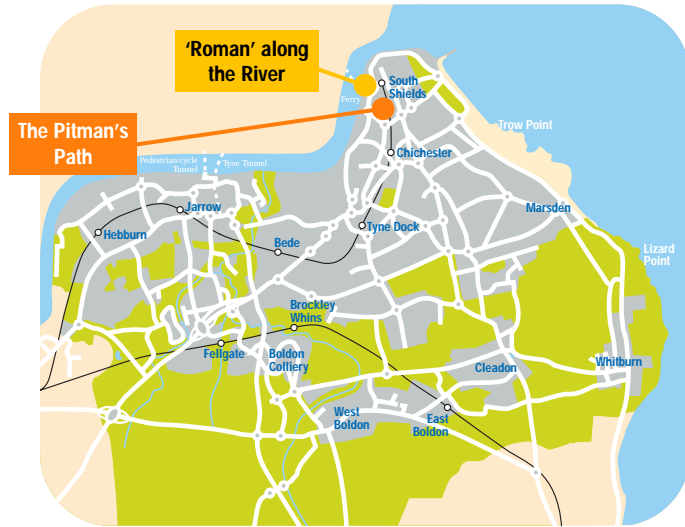 ‘Roman’ along
the River
South
Shields
Ferry
The Pitman’s
Path
Trow Point
Chichester
Pedestrian/cycle
Tunnel
Tyne Tunnel
Jarrow
Marsden
Hebburn
Tyne Dock
Bede
Lizard
Point
Brockley
Whins
Fellgate
Boldon
Colliery
Cleadon
Whitburn
West
Boldon
East
Boldon